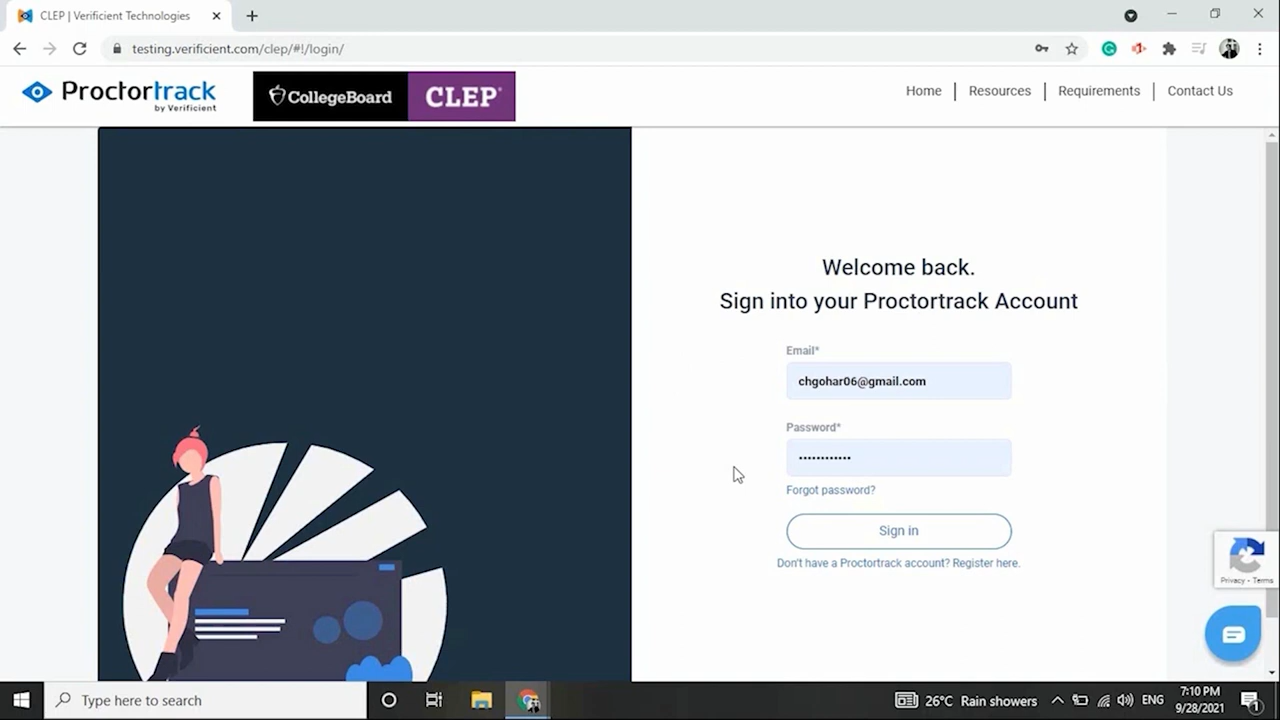 CLEP | Verificient Technologies
testing.verificient.com/clep/#!/login/
Proctortrack
by Verificient
CollegeBoard
CLEP®
Home
Resources
Requirements
Contact Us
Welcome back.
Sign into your Proctortrack Account
Email*
chgohar06@gmail.com
Password*
••••••••••••
Forgot password?
Sign in
Don't have a Proctortrack account? Register here.
Privacy - Terms
Type here to search
26°C Rain showers
ENG
7:10 PM
9/28/2021
1